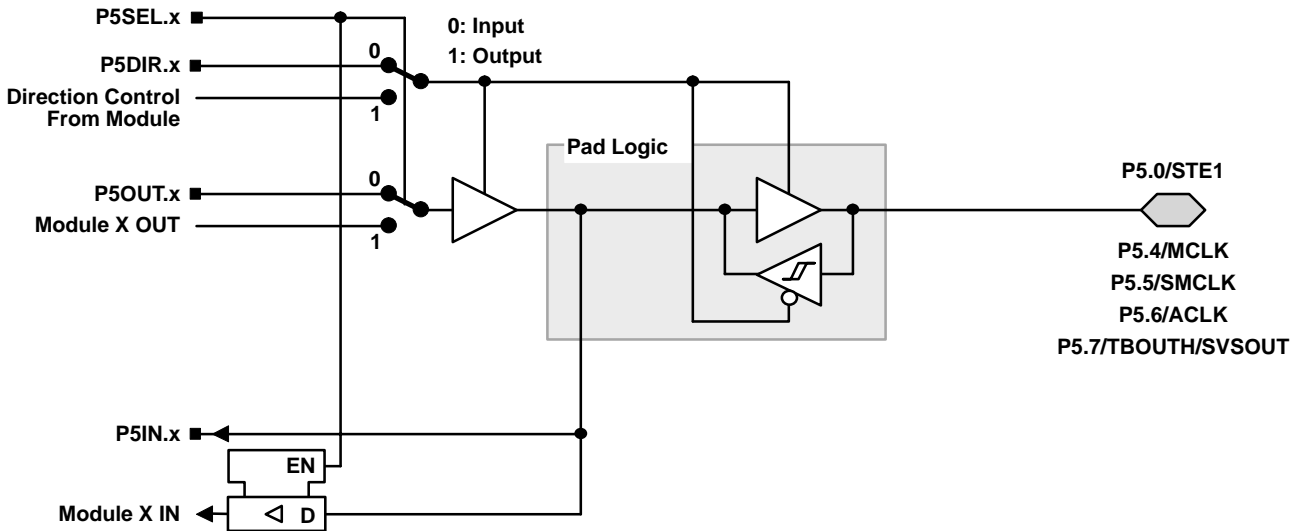 P5SEL.x
0: Input
1: Output
0
P5DIR.x
Direction Control
From Module
1
Pad Logic
P5.0/STE1
0
P5OUT.x
Module X OUT
1
P5.4/MCLK
P5.5/SMCLK
P5.6/ACLK
P5.7/TBOUTH/SVSOUT
P5IN.x
EN
Module X IN
D